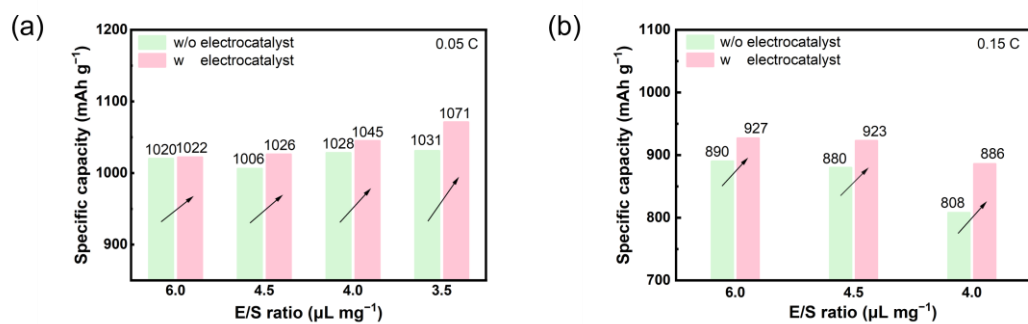 (a)
1200
1100
1000
900
Specific capacity (mAh g⁻¹)
w/o electrocatalyst
w electrocatalyst
0.05 C
1020 1022
1006 1026
1028 1045
1031 1071
6.0 4.5 4.0 3.5
E/S ratio (µL mg⁻¹)
(b)
1100
1000
900
800
700
Specific capacity (mAh g⁻¹)
w/o electrocatalyst
w electrocatalyst
0.15 C
890 927
880 923
808 886
6.0 4.5 4.0
E/S ratio (µL mg⁻¹)